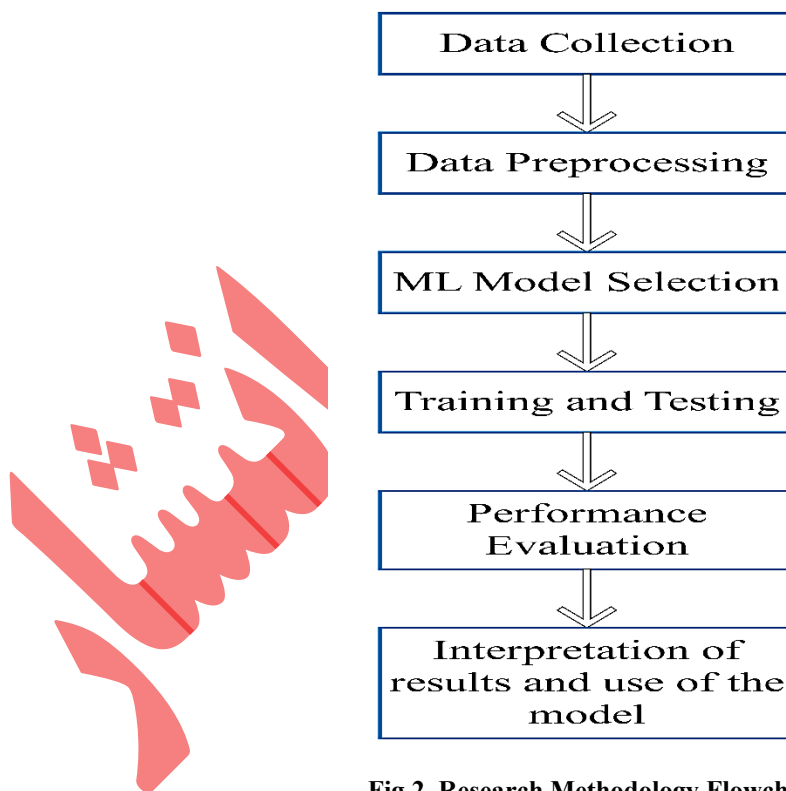 Data Collection
Data Preprocessing
ML Model Selection
Training and Testing
Performance
Evaluation
Interpretation of
results and use of the
model
Fig 2. Research Methodology